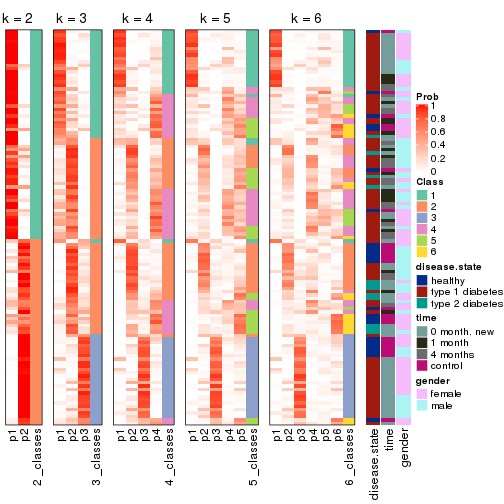 k = 2
k = 3
k = 4
k = 5
k = 6
p1
p2
2_classes
p1
p2
p3
3_classes
p1
p2
p3
p4
4_classes
p1
p2
p3
p4
p5
5_classes
p1
p2
p3
p4
p5
p6
6_classes
disease.state
time
gender
Prob
1
0.8
0.6
0.4
0.2
0
Class
1
2
3
4
5
6
disease.state
healthy
type 1 diabetes
type 2 diabetes
time
0 month. new
1 month
4 months
control
gender
female
male